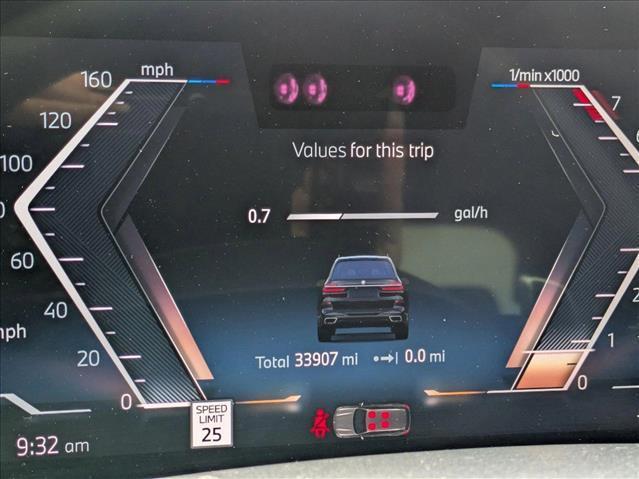 160 mph
1/min x1000
7
120
Values for this trip
100
0.7 gal/h
60
40
2
mph
Total 33907 mi 0.0 mi
1
20
0
0
SPEED
LIMIT
25
9:32 am